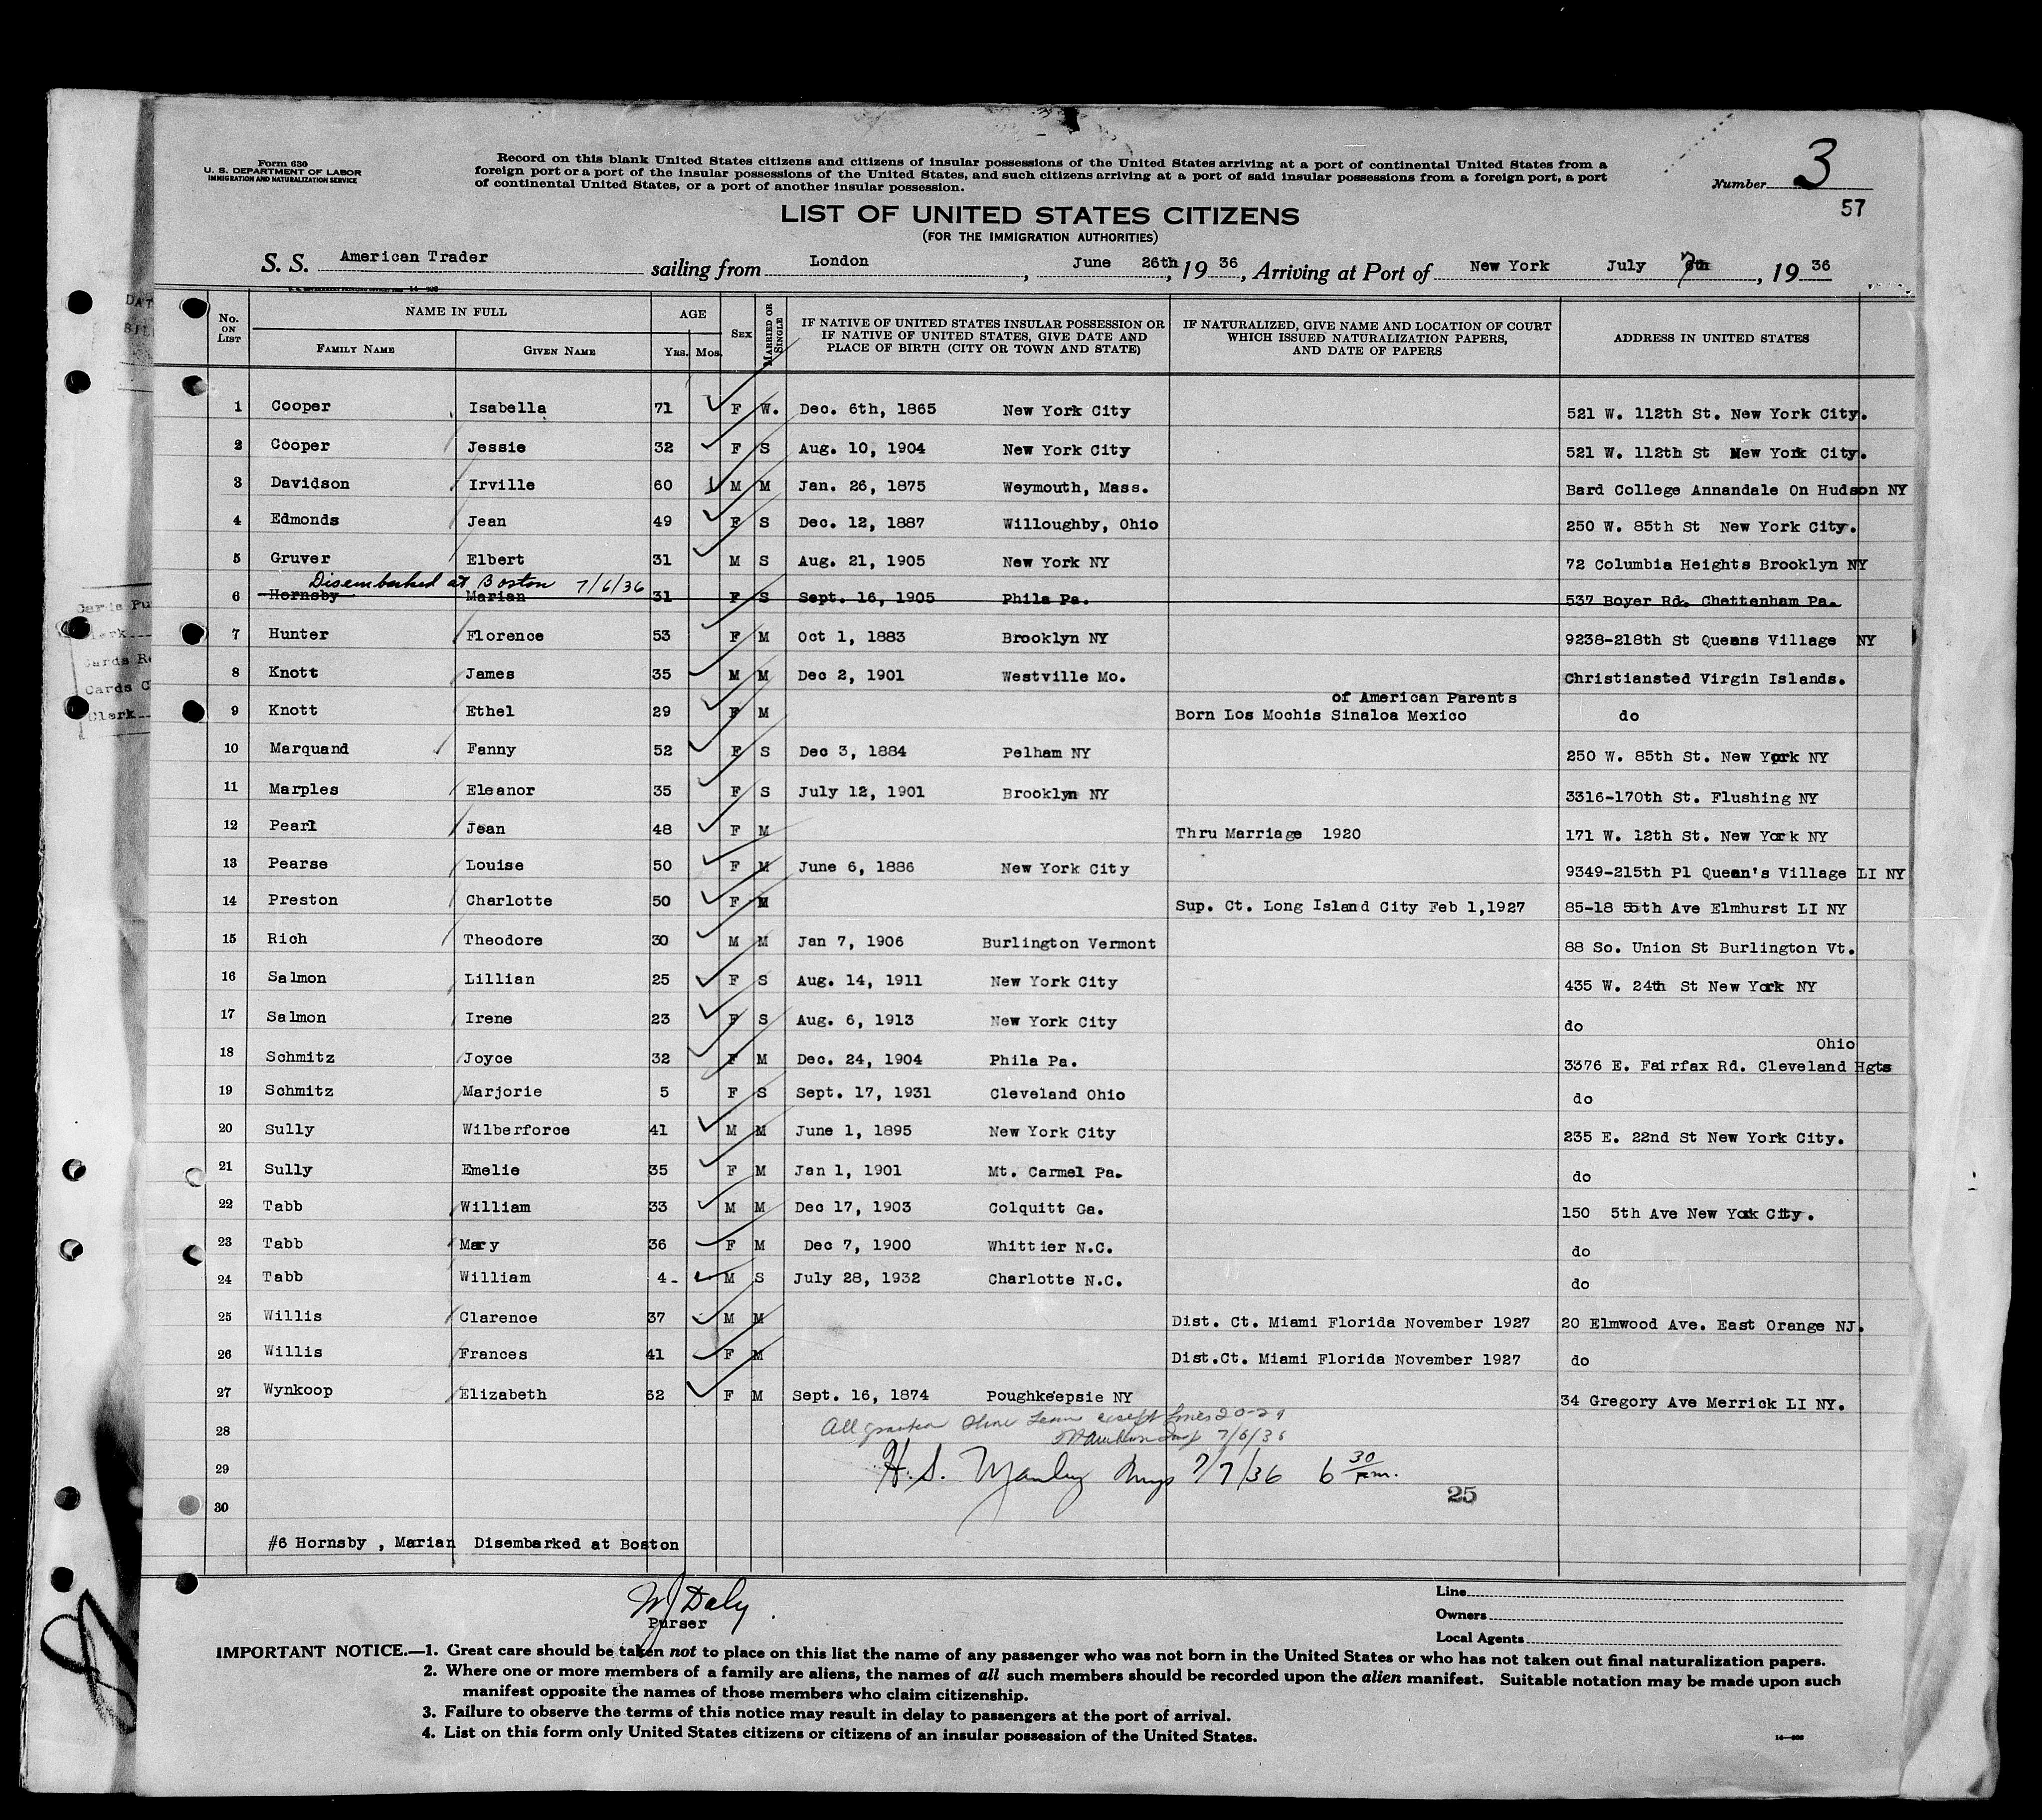 Form 630
U. S. DEPARTMENT OF LABOR
IMMIGRATION AND NATURALIZATION SERVICE
Record on this blank United States citizens and citizens of insular possessions of the United States arriving at a port of continental United States from a
foreign port or a port of the insular possessions of the United States, and such citizens arriving at a port of said insular possessions from a foreign port, a port
of continental United States, or a port of another insular possession.
Number 3
57
LIST OF UNITED STATES CITIZENS
(FOR THE IMMIGRATION AUTHORITIES)
S. S. American Trader sailing from London, June 26th, 1936, Arriving at Port of New York July 7, 1936
No. ON LIST
NAME IN FULL
FAMILY NAME GIVEN NAME
AGE
YRS. MOS.
SEX
MARRIED OR SINGLE
IF NATIVE OF UNITED STATES INSULAR POSSESSION OR
IF NATIVE OF UNITED STATES, GIVE DATE AND
PLACE OF BIRTH (CITY OR TOWN AND STATE)
IF NATURALIZED, GIVE NAME AND LOCATION OF COURT
WHICH ISSUED NATURALIZATION PAPERS,
AND DATE OF PAPERS
ADDRESS IN UNITED STATES
1 Cooper Isabella 71 F W. Dec. 6th, 1865 New York City 521 W. 112th St. New York City.
2 Cooper Jessie 32 F S Aug. 10, 1904 New York City 521 W. 112th St New York City.
3 Davidson Irville 60 M M Jan. 26, 1875 Weymouth, Mass. Bard College Annandale On Hudson NY
4 Edmonds Jean 49 F S Dec. 12, 1887 Willoughby, Ohio 250 W. 85th St New York City.
5 Gruver Elbert 31 M S Aug. 21, 1905 New York NY 72 Columbia Heights Brooklyn NY
Disembarked at Boston 7/6/36
6 Hornsby Marian 31 F S Sept. 16, 1905 Phila Pa. 537 Boyer Rd. Chettenham Pa.
7 Hunter Florence 53 F M Oct 1, 1883 Brooklyn NY 9238-218th St Queens Village NY
8 Knott James 35 M M Dec 2, 1901 Westville Mo. Christiansted Virgin Islands.
of American Parents
9 Knott Ethel 29 F M Born Los Mochis Sinaloa Mexico do
10 Marquand Fanny 52 F S Dec 3, 1884 Pelham NY 250 W. 85th St. New York NY
11 Marples Eleanor 35 F S July 12, 1901 Brooklyn NY 3316-170th St. Flushing NY
12 Pearl Jean 48 F M Thru Marriage 1920 171 W. 12th St. New York NY
13 Pearse Louise 50 F M June 6, 1886 New York City 9349-215th Pl Queen's Village LI NY
14 Preston Charlotte 50 F M Sup. Ct. Long Island City Feb 1,1927 85-18 55th Ave Elmhurst LI NY
15 Rich Theodore 30 M M Jan 7, 1906 Burlington Vermont 88 So. Union St Burlington Vt.
16 Salmon Lillian 25 F S Aug. 14, 1911 New York City 435 W. 24th St New York NY
17 Salmon Irene 23 F S Aug. 6, 1913 New York City do
Ohio
18 Schmitz Joyce 32 F M Dec. 24, 1904 Phila Pa. 3376 E. Fairfax Rd. Cleveland Hgts
19 Schmitz Marjorie 5 F S Sept. 17, 1931 Cleveland Ohio do
20 Sully Wilberforce 41 M M June 1, 1895 New York City 235 E. 22nd St New York City.
21 Sully Emelie 35 F M Jan 1, 1901 Mt. Carmel Pa. do
22 Tabb William 33 M M Dec 17, 1903 Colquitt Ga. 150 5th Ave New York City.
23 Tabb Mary 36 F M Dec 7, 1900 Whittier N.C. do
24 Tabb William 4 M S July 28, 1932 Charlotte N.C. do
25 Willis Clarence 37 M M Dist. Ct. Miami Florida November 1927 20 Elmwood Ave. East Orange NJ.
26 Willis Frances 41 F M Dist.Ct. Miami Florida November 1927 do
27 Wynkoop Elizabeth 62 F M Sept. 16, 1874 Poughkeepsie NY 34 Gregory Ave Merrick LI NY.
28 All except lines 20-21
7/6/36
29 H. S. Manley Insp 7/7/36 6 30 P.m.
25
30
#6 Hornsby , Marian Disembarked at Boston
WJ Daly
Purser
Line
Owners
Local Agents
IMPORTANT NOTICE.—1. Great care should be taken not to place on this list the name of any passenger who was not born in the United States or who has not taken out final naturalization papers.
2. Where one or more members of a family are aliens, the names of all such members should be recorded upon the alien manifest. Suitable notation may be made upon such
manifest opposite the names of those members who claim citizenship.
3. Failure to observe the terms of this notice may result in delay to passengers at the port of arrival.
4. List on this form only United States citizens or citizens of an insular possession of the United States.